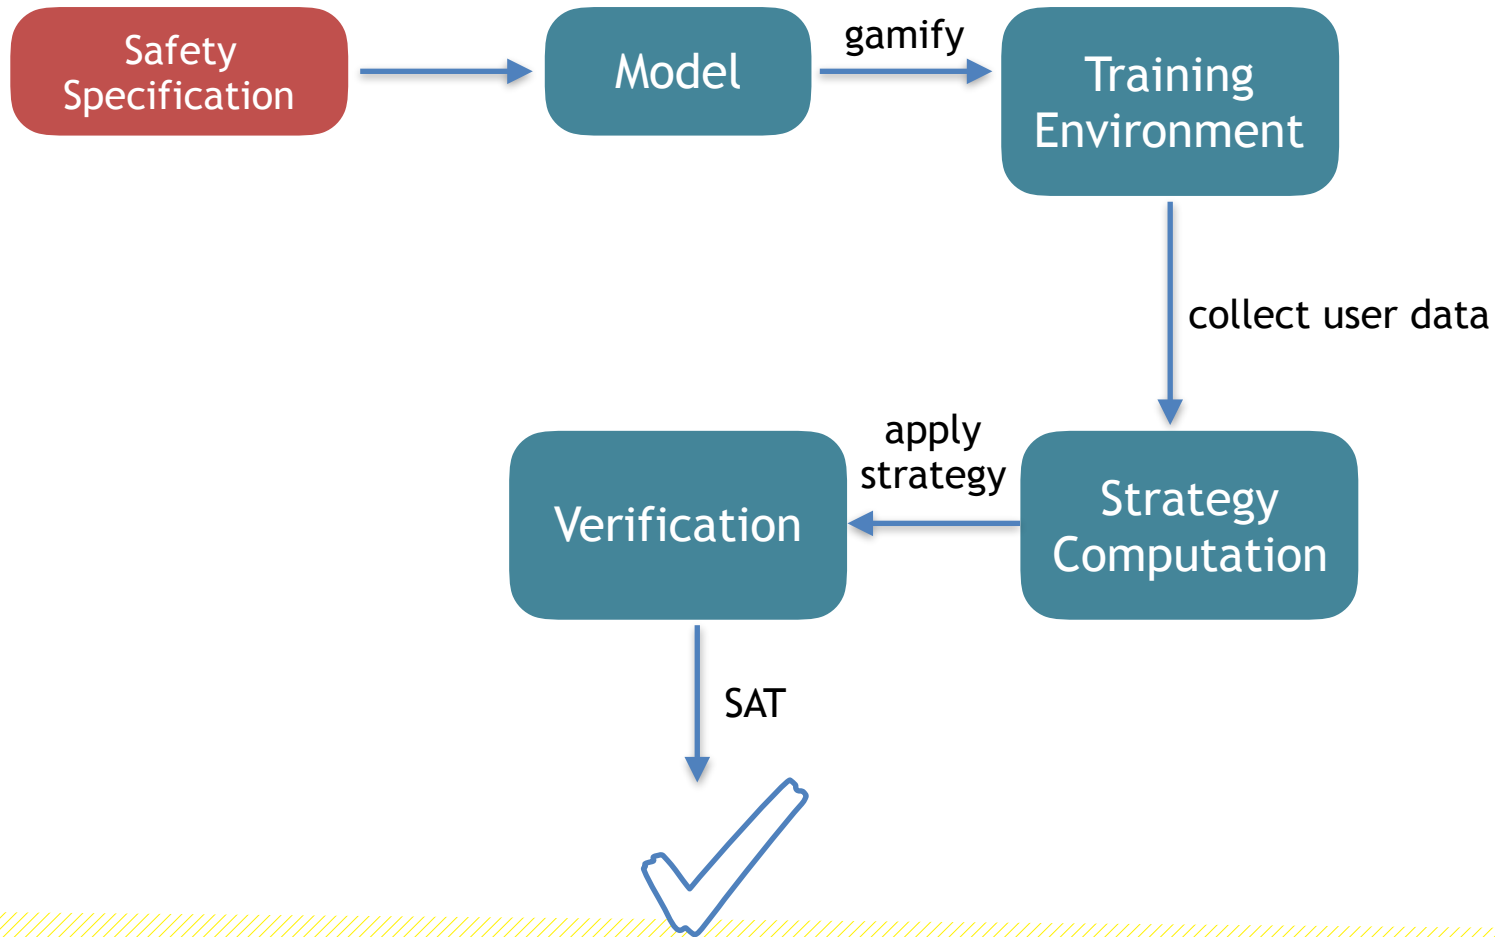 Safety
Specification
Model
gamify
Training
Environment
collect user data
Strategy
Computation
apply
strategy
Verification
SAT